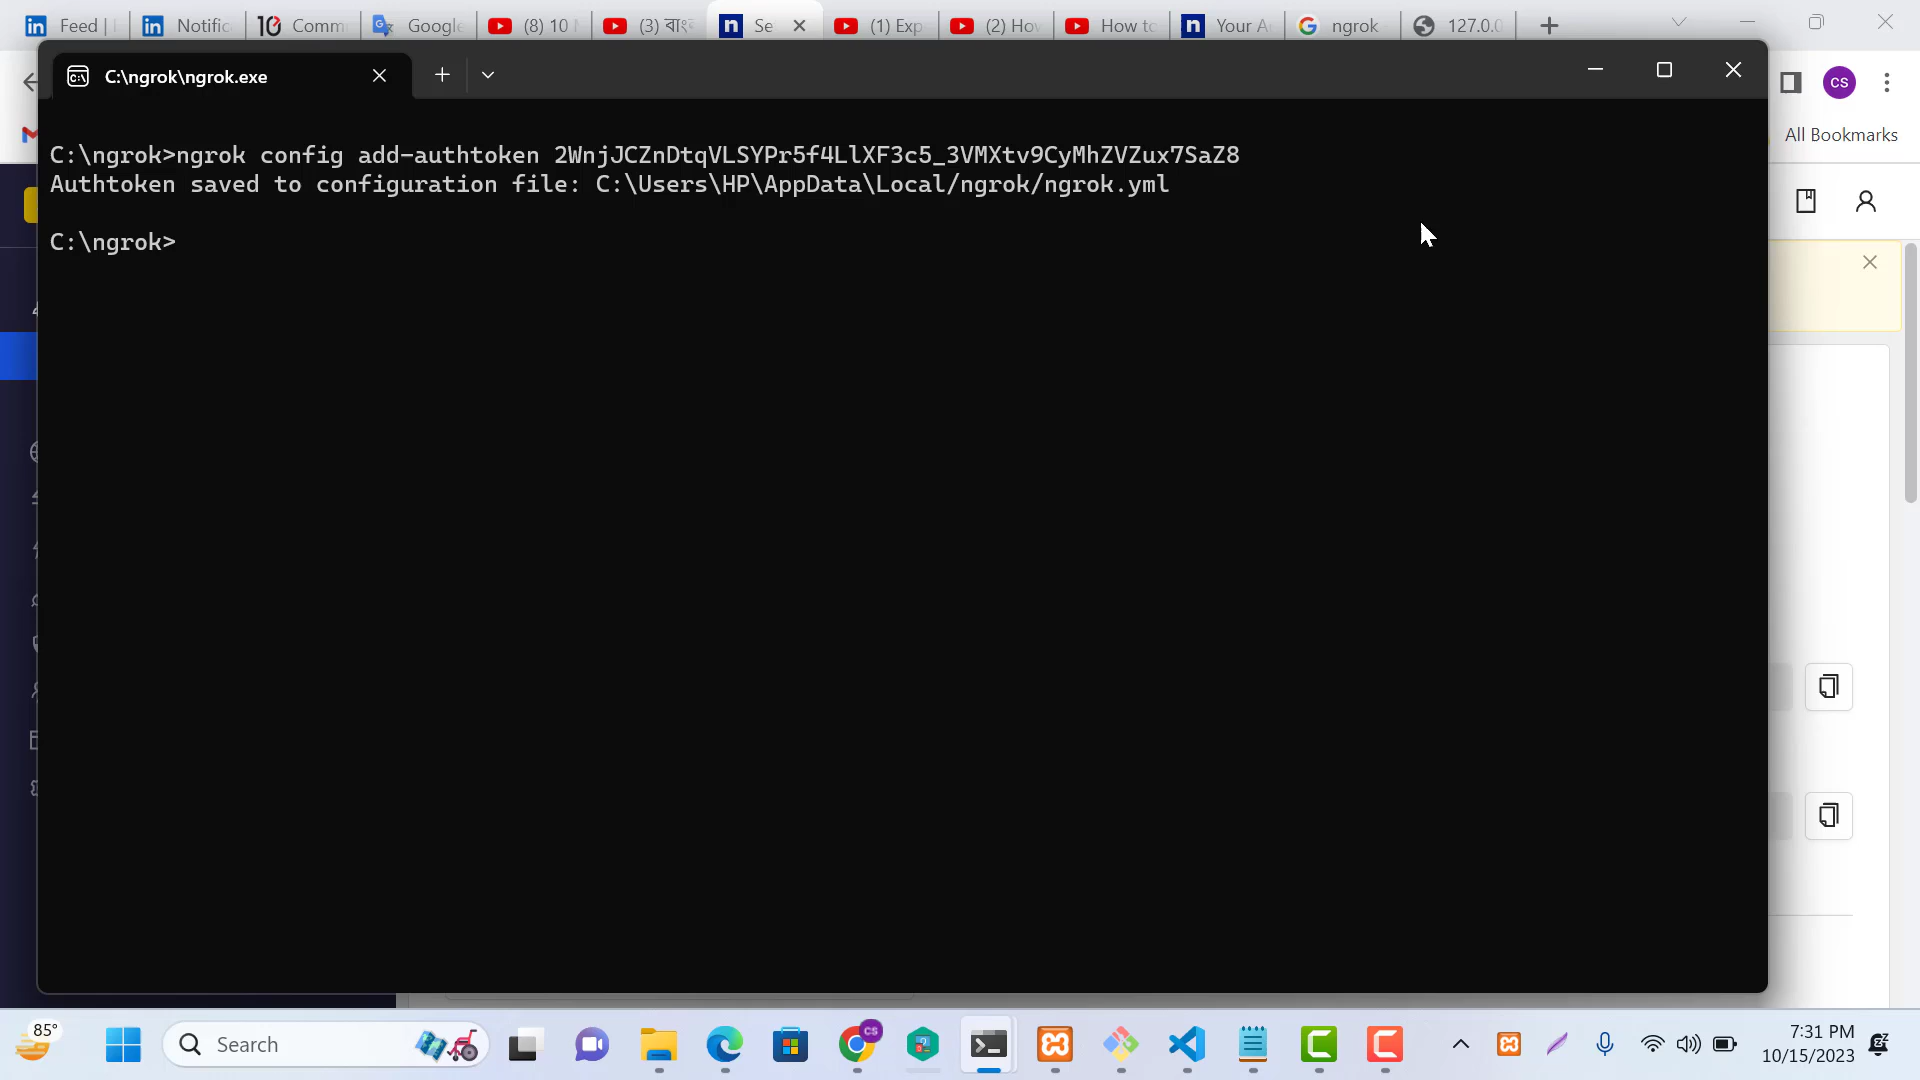 Feed |
Notific
Comm
Google
(8) 10
(3) বাং
Se
(1) Exp
(2) Hov
How to
Your A
ngrok
127.0.0
C:\ngrok\ngrok.exe
CS
All Bookmarks
C:\ngrok>ngrok config add-authtoken 2WnjJCZnDtqVLSYPr5f4LlXF3c5_3VMXtv9CyMhZVZux7SaZ8
Authtoken saved to configuration file: C:\Users\HP\AppData\Local/ngrok/ngrok.yml
C:\ngrok>
85°
Search
CS
7:31 PM
10/15/2023